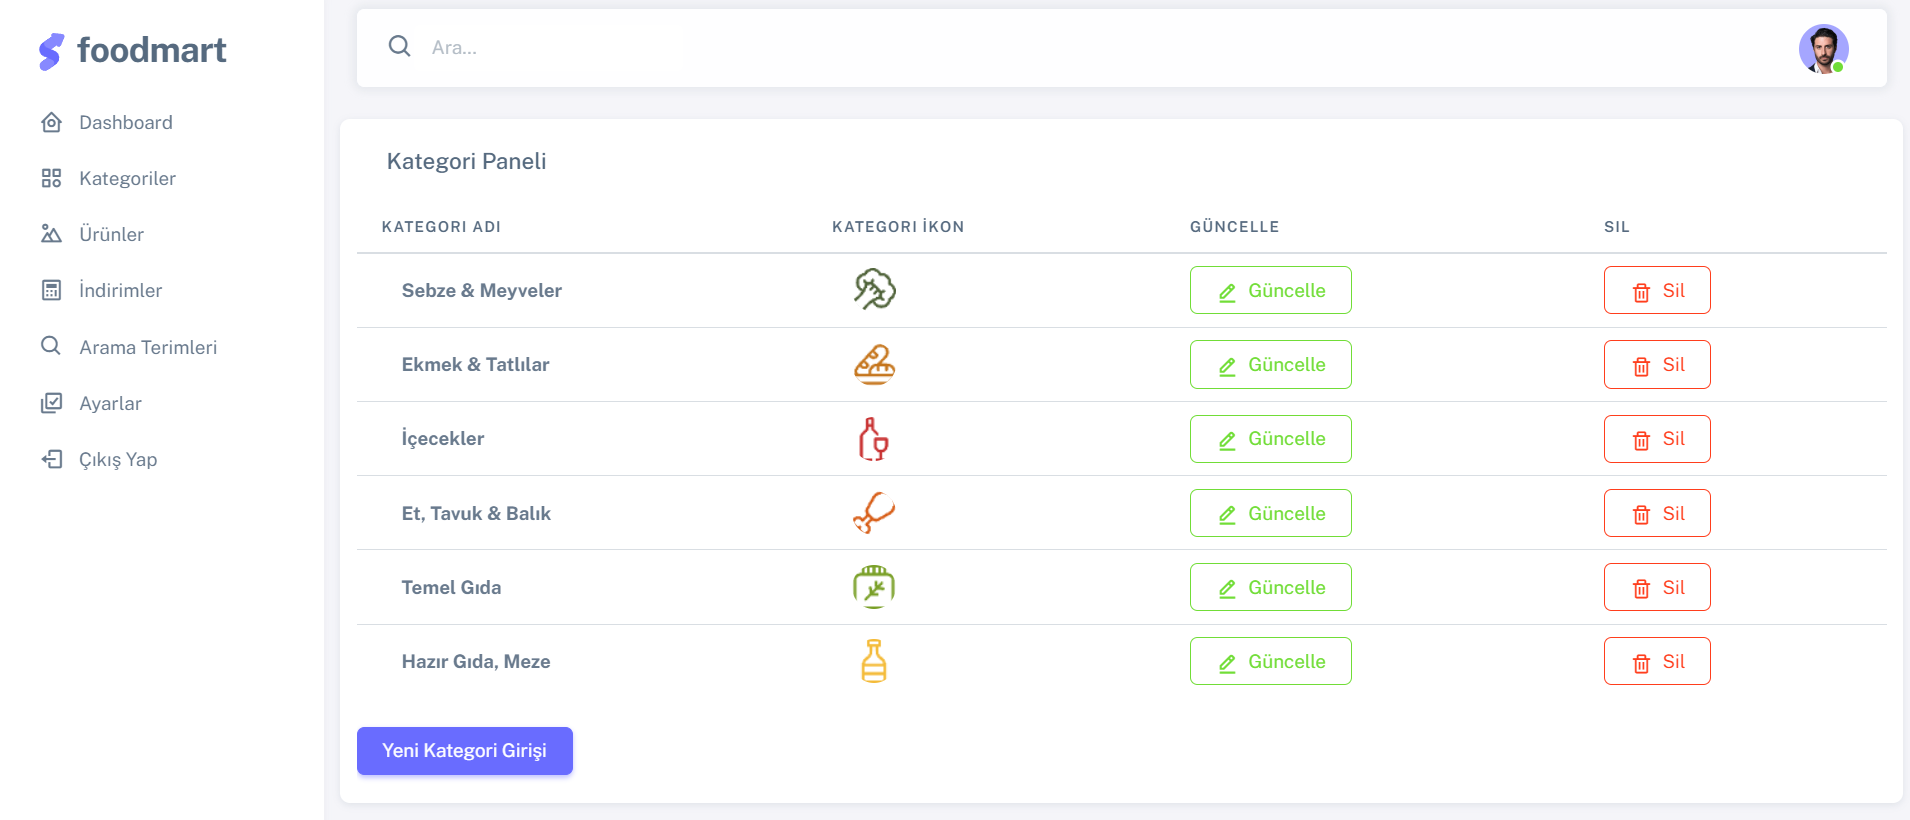 foodmart
Dashboard
Kategoriler
Ürünler
İndirimler
Arama Terimleri
Ayarlar
Çıkış Yap
Ara...
Kategori Paneli
KATEGORI ADI KATEGORI İKON GÜNCELLE SIL
Sebze & Meyveler Güncelle Sil
Ekmek & Tatlılar Güncelle Sil
İçecekler Güncelle Sil
Et, Tavuk & Balık Güncelle Sil
Temel Gıda Güncelle Sil
Hazır Gıda, Meze Güncelle Sil
Yeni Kategori Girişi